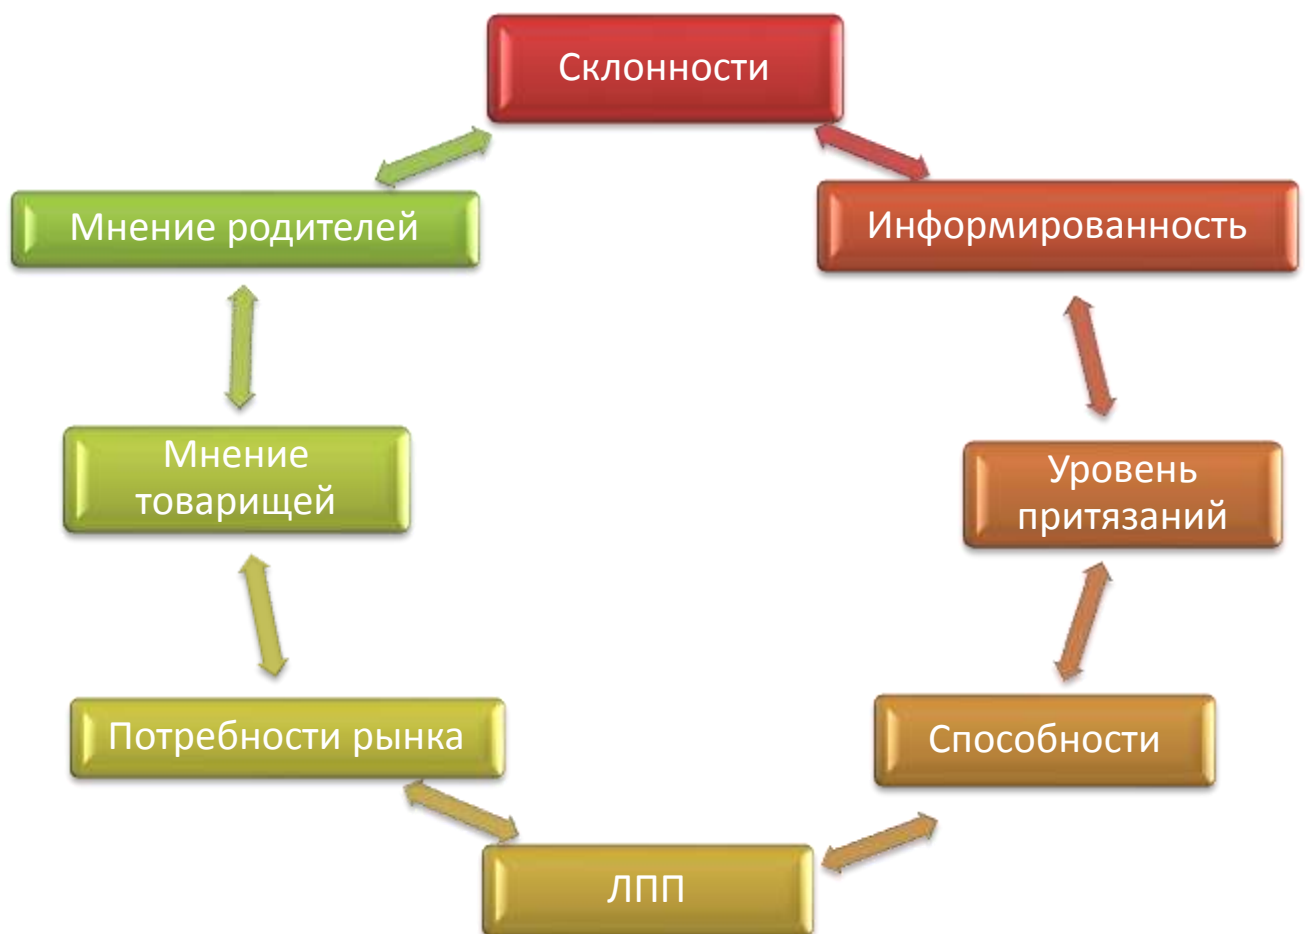 Склонности
Мнение родителей
Информированность
Мнение
товарищей
Уровень
притязаний
Потребности рынка
Способности
ЛПП